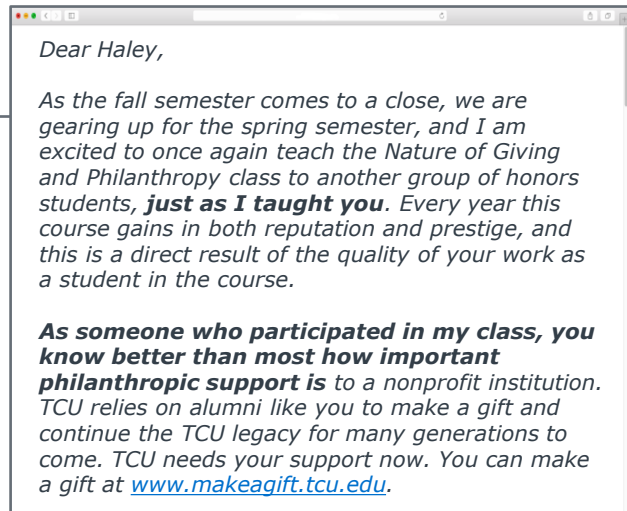 Dear Haley,
As the fall semester comes to a close, we are
gearing up for the spring semester, and I am
excited to once again teach the Nature of Giving
and Philanthropy class to another group of honors
students, just as I taught you. Every year this
course gains in both reputation and prestige, and
this is a direct result of the quality of your work as
a student in the course.
As someone who participated in my class, you
know better than most how important
philanthropic support is to a nonprofit institution.
TCU relies on alumni like you to make a gift and
continue the TCU legacy for many generations to
come. TCU needs your support now. You can make
a gift at www.makeagift.tcu.edu.